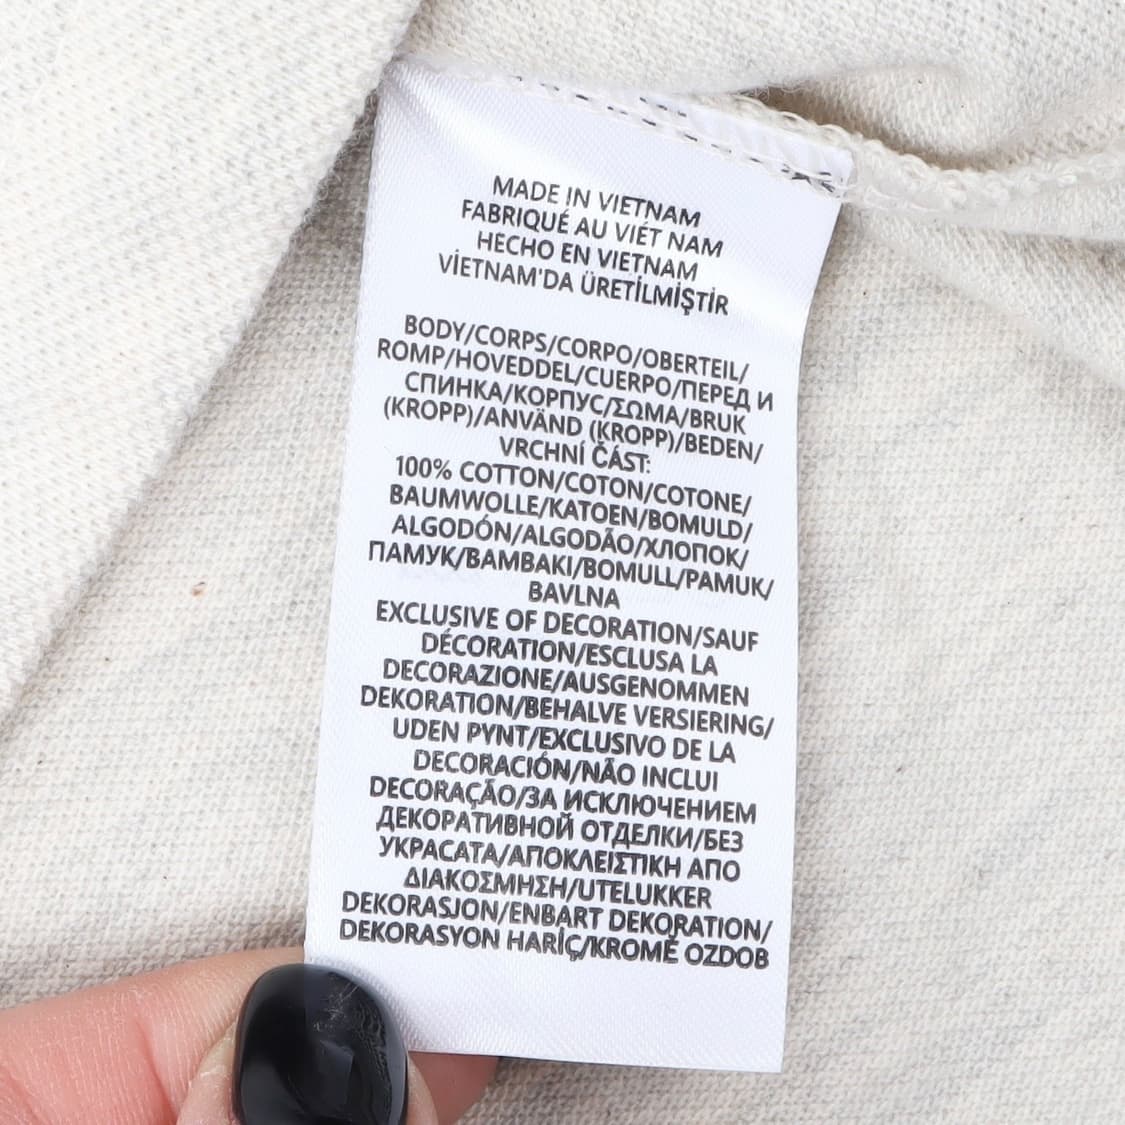 MADE IN VIETNAM
FABRIQUÉ AU VIÉT NAM
HECHO EN VIETNAM
VİETNAM'DA ÜRETİLMİŞTİR
BODY/CORPS/CORPO/OBERTEIL/
ROMP/HOVEDDEL/CUERPO/ПЕРЕД И
СПИНКА/КОРПУС/ΣΩΜΑ/BRUK
(KROPP)/ANVÄND (KROPP)/BEDEN/
VRCHNÍ ČÁST:
100% COTTON/COTON/COTONE/
BAUMWOLLE/KATOEN/BOMULD/
ALGODÓN/ALGODÃO/ХЛОПОК/
ПАМУК/BAMBAKI/BOMULL/PAMUK/
BAVLNA
EXCLUSIVE OF DECORATION/SAUF
DÉCORATION/ESCLUSA LA
DECORAZIONE/AUSGENOMMEN
DEKORATION/BEHALVE VERSIERING/
UDEN PYNT/EXCLUSIVO DE LA
DECORACIÓN/NÃO INCLUI
DECORAÇÃO/ЗА ИСКЛЮЧЕНИЕМ
ДЕКОРАТИВНОЙ ОТДЕЛКИ/БЕЗ
УКРАСАТА/ΑΠΟΚΛΕΙΣΤΙΚΗ ΑΠΟ
ΔΙΑΚΟΣΜΗΣΗ/UTELUKKER
DEKORASJON/ENBART DEKORATION/
DEKORASYON HARİÇ/KROMĚ OZDOB